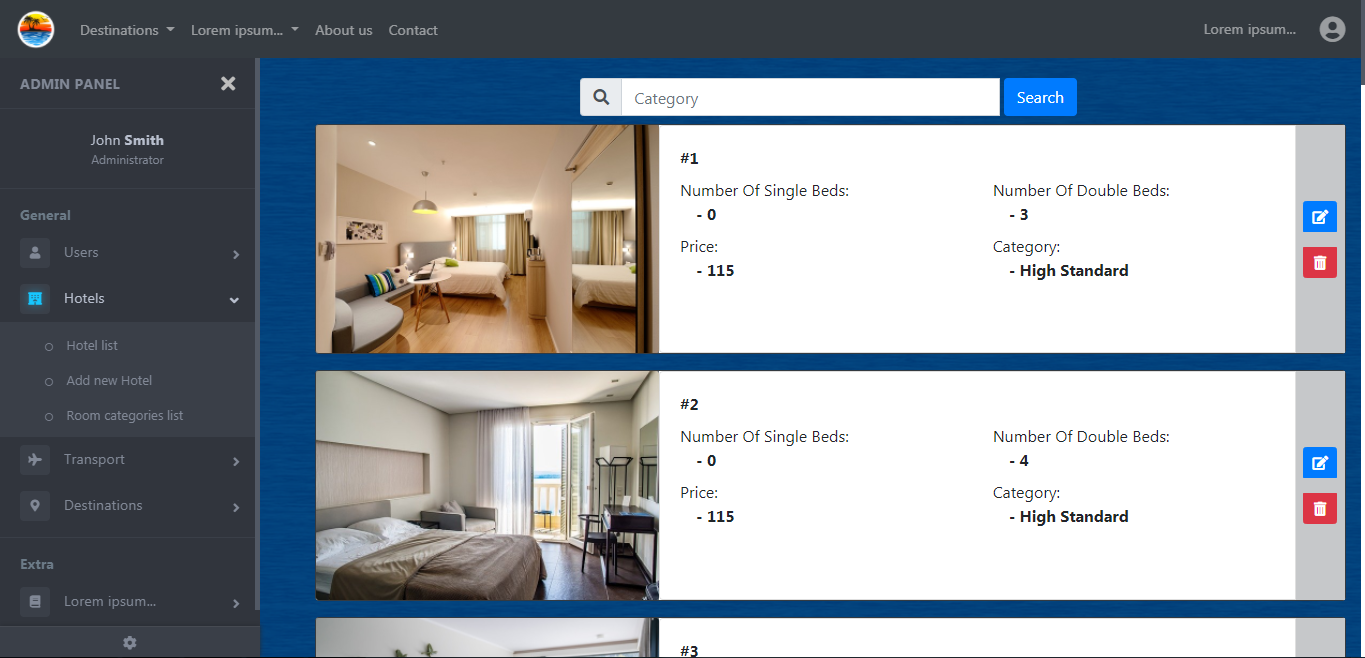 Destinations Lorem ipsum... About us Contact Lorem ipsum...
ADMIN PANEL
Category
Search
John Smith
Administrator
General
Users
Hotels
Hotel list
Add new Hotel
Room categories list
Transport
Destinations
Extra
Lorem ipsum...
#1
Number Of Single Beds: Number Of Double Beds:
- 0 - 3
Price: Category:
- 115 - High Standard
#2
Number Of Single Beds: Number Of Double Beds:
- 0 - 4
Price: Category:
- 115 - High Standard
#3